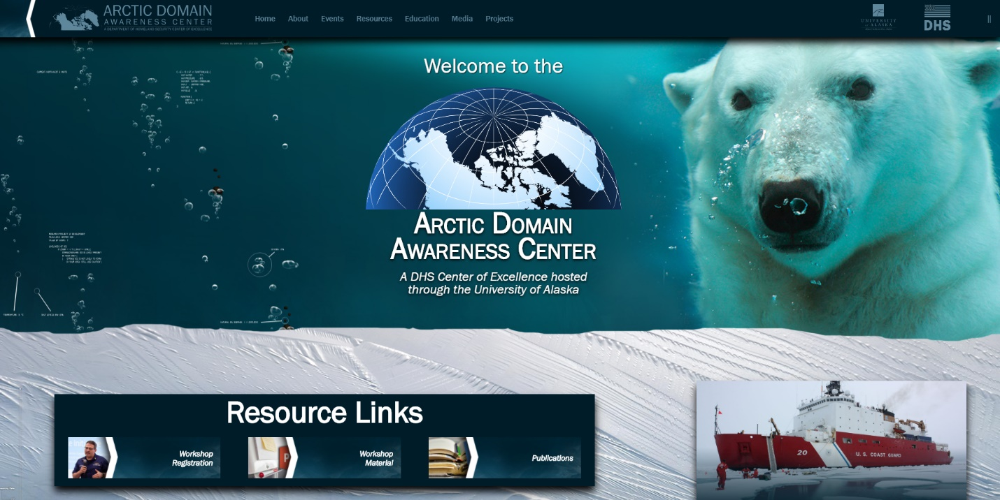 ARCTIC DOMAIN
AWARENESS CENTER
A DEPARTMENT OF HOMELAND SECURITY CENTER OF EXCELLENCE
Home
About
Events
Resources
Education
Media
Projects
UNIVERSITY
of ALASKA
DHS
Welcome to the
ARCTIC DOMAIN
AWARENESS CENTER
A DHS Center of Excellence hosted
through the University of Alaska
Resource Links
Workshop
Registration
Workshop
Material
Publications
20
U.S. COAST GUARD